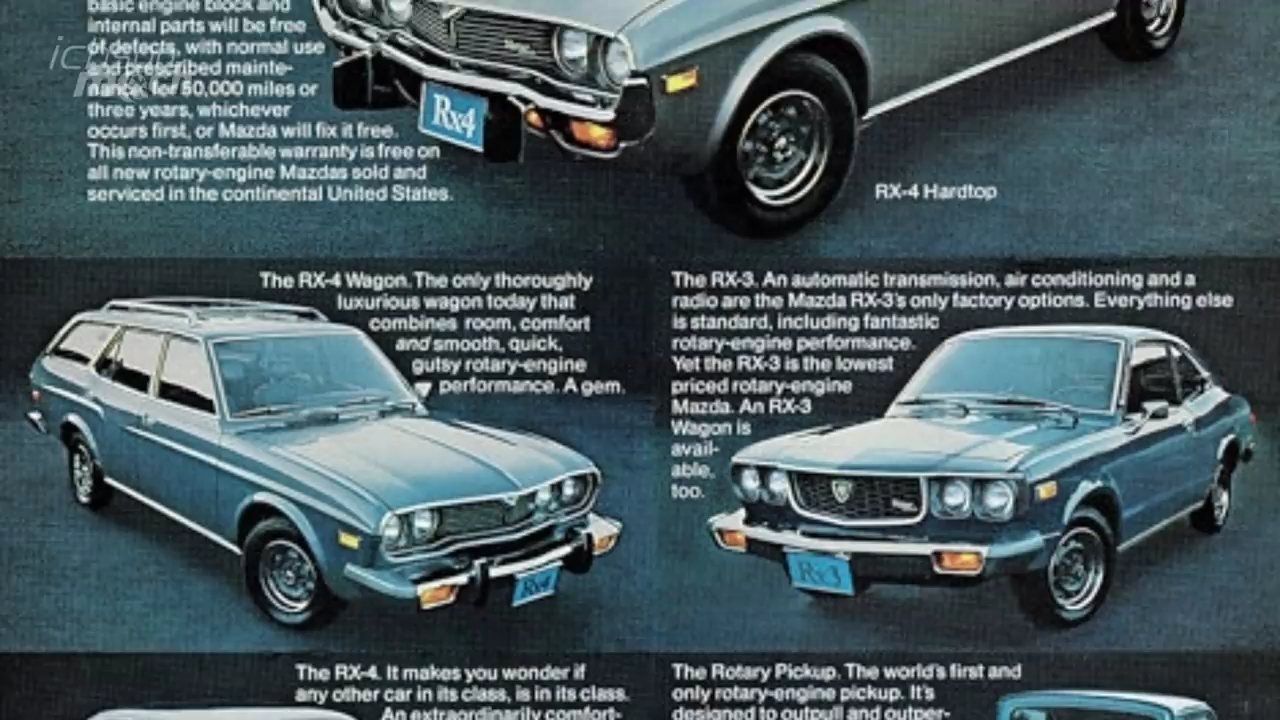 basic engine block and
internal parts will be free
of defects, with normal use
and prescribed mainte-
nance, for 50,000 miles or
three years, whichever
occurs first, or Mazda will fix it free.
This non-transferable warranty is free on
all new rotary-engine Mazdas sold and
serviced in the continental United States.
Rx4
RX-4 Hardtop
The RX-4 Wagon. The only thoroughly
luxurious wagon today that
combines room, comfort
and smooth, quick,
gutsy rotary-engine
performance. A gem.
Rx4
The RX-3. An automatic transmission, air conditioning and a
radio are the Mazda RX-3's only factory options. Everything else
is standard, including fantastic
rotary-engine performance.
Yet the RX-3 is the lowest
priced rotary-engine
Mazda. An RX-3
Wagon is
avail-
able,
too.
Rx3
The RX-4. It makes you wonder if
any other car in its class, is in its class.
An extraordinarily comfort-
The Rotary Pickup. The world's first and
only rotary-engine pickup. It's
designed to outpull and outper-